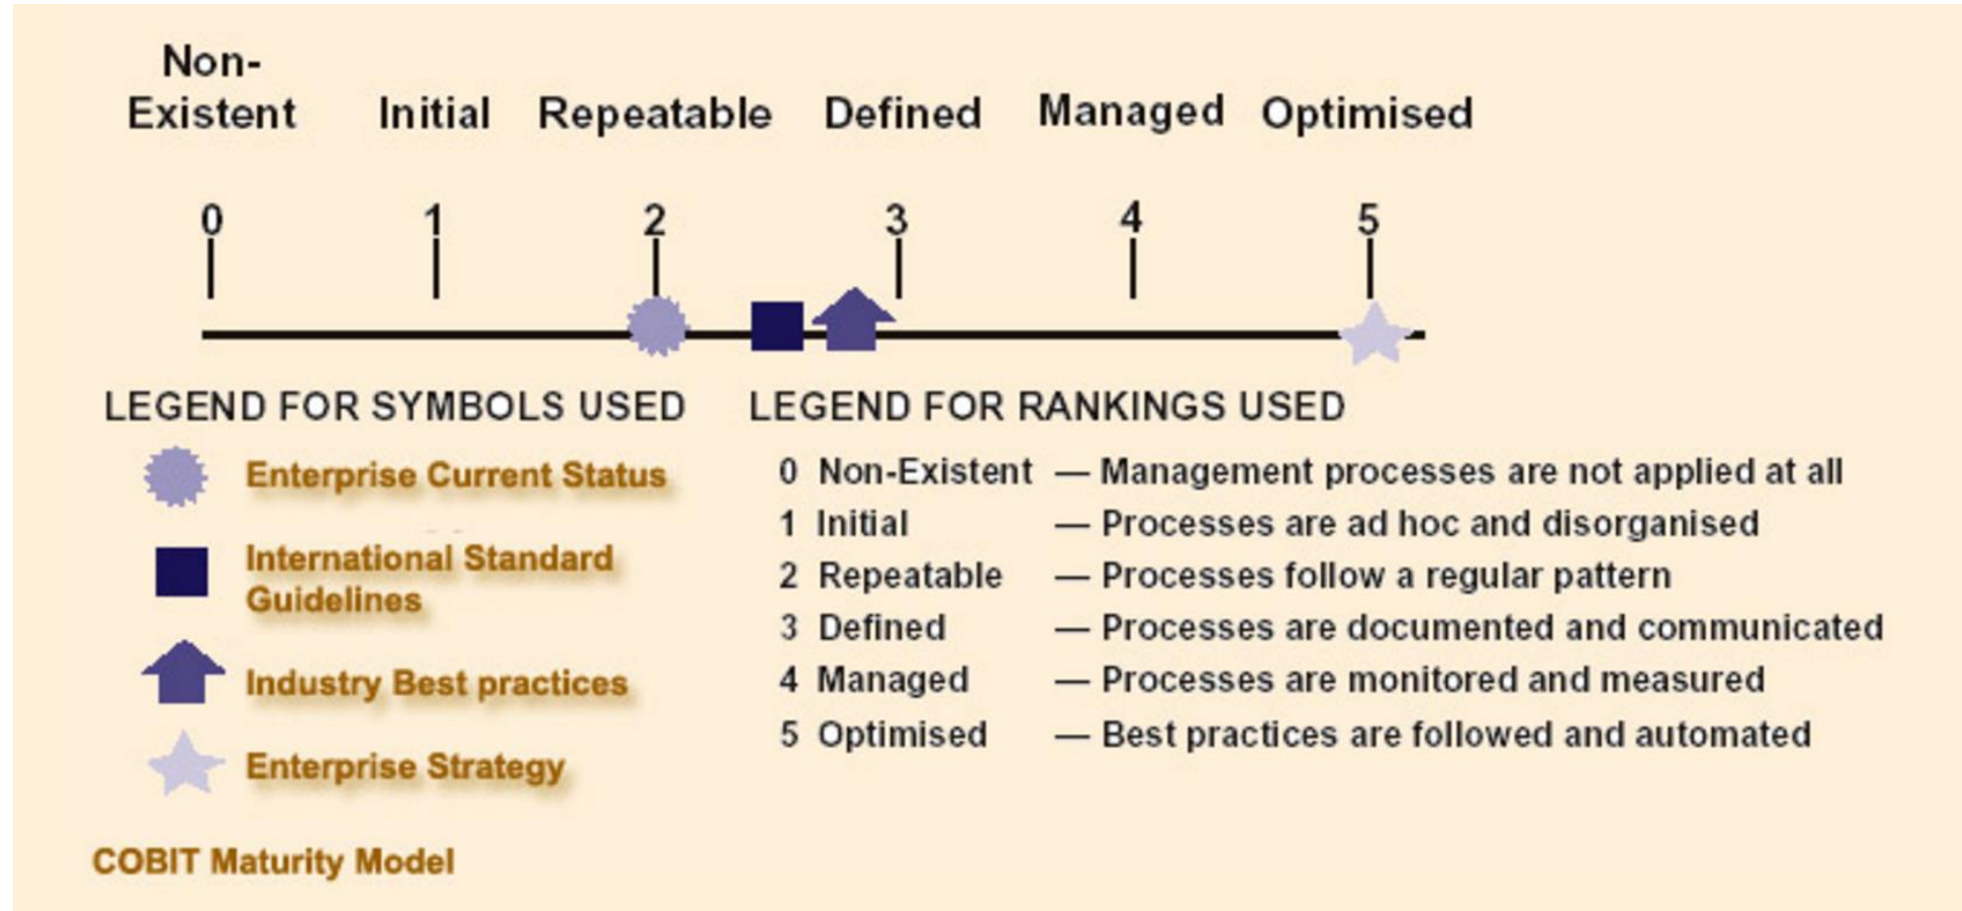 Non-
Existent Initial Repeatable Defined Managed Optimised
0 1 2 3 4 5
LEGEND FOR SYMBOLS USED
Enterprise Current Status
International Standard
Guidelines
Industry Best practices
Enterprise Strategy
LEGEND FOR RANKINGS USED
0 Non-Existent — Management processes are not applied at all
1 Initial — Processes are ad hoc and disorganised
2 Repeatable — Processes follow a regular pattern
3 Defined — Processes are documented and communicated
4 Managed — Processes are monitored and measured
5 Optimised — Best practices are followed and automated
COBIT Maturity Model